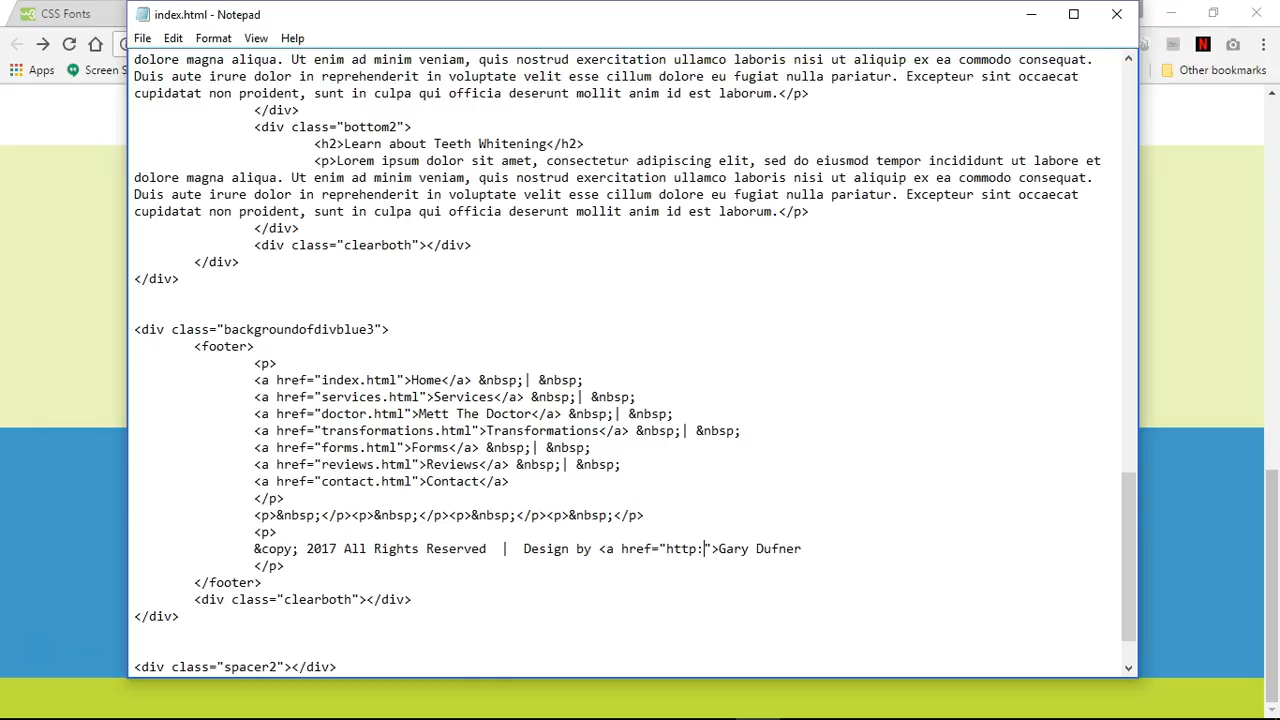 CSS Fonts
index.html - Notepad
File Edit Format View Help
Apps
Screen S
Other bookmarks
dolore magna aliqua. Ut enim ad minim veniam, quis nostrud exercitation ullamco laboris nisi ut aliquip ex ea commodo consequat.
Duis aute irure dolor in reprehenderit in voluptate velit esse cillum dolore eu fugiat nulla pariatur. Excepteur sint occaecat
cupidatat non proident, sunt in culpa qui officia deserunt mollit anim id est laborum.</p>
</div>
<div class="bottom2">
<h2>Learn about Teeth Whitening</h2>
<p>Lorem ipsum dolor sit amet, consectetur adipiscing elit, sed do eiusmod tempor incididunt ut labore et
dolore magna aliqua. Ut enim ad minim veniam, quis nostrud exercitation ullamco laboris nisi ut aliquip ex ea commodo consequat.
Duis aute irure dolor in reprehenderit in voluptate velit esse cillum dolore eu fugiat nulla pariatur. Excepteur sint occaecat
cupidatat non proident, sunt in culpa qui officia deserunt mollit anim id est laborum.</p>
</div>
<div class="clearboth"></div>
</div>
</div>
<div class="backgroundofdivblue3">
<footer>
<p>
<a href="index.html">Home</a> &nbsp;| &nbsp;
<a href="services.html">Services</a> &nbsp;| &nbsp;
<a href="doctor.html">Mett The Doctor</a> &nbsp;| &nbsp;
<a href="transformations.html">Transformations</a> &nbsp;| &nbsp;
<a href="forms.html">Forms</a> &nbsp;| &nbsp;
<a href="reviews.html">Reviews</a> &nbsp;| &nbsp;
<a href="contact.html">Contact</a>
</p>
<p>&nbsp;</p><p>&nbsp;</p><p>&nbsp;</p><p>&nbsp;</p>
<p>
&copy; 2017 All Rights Reserved | Design by <a href="http:">Gary Dufner
</p>
</footer>
<div class="clearboth"></div>
</div>
<div class="spacer2"></div>